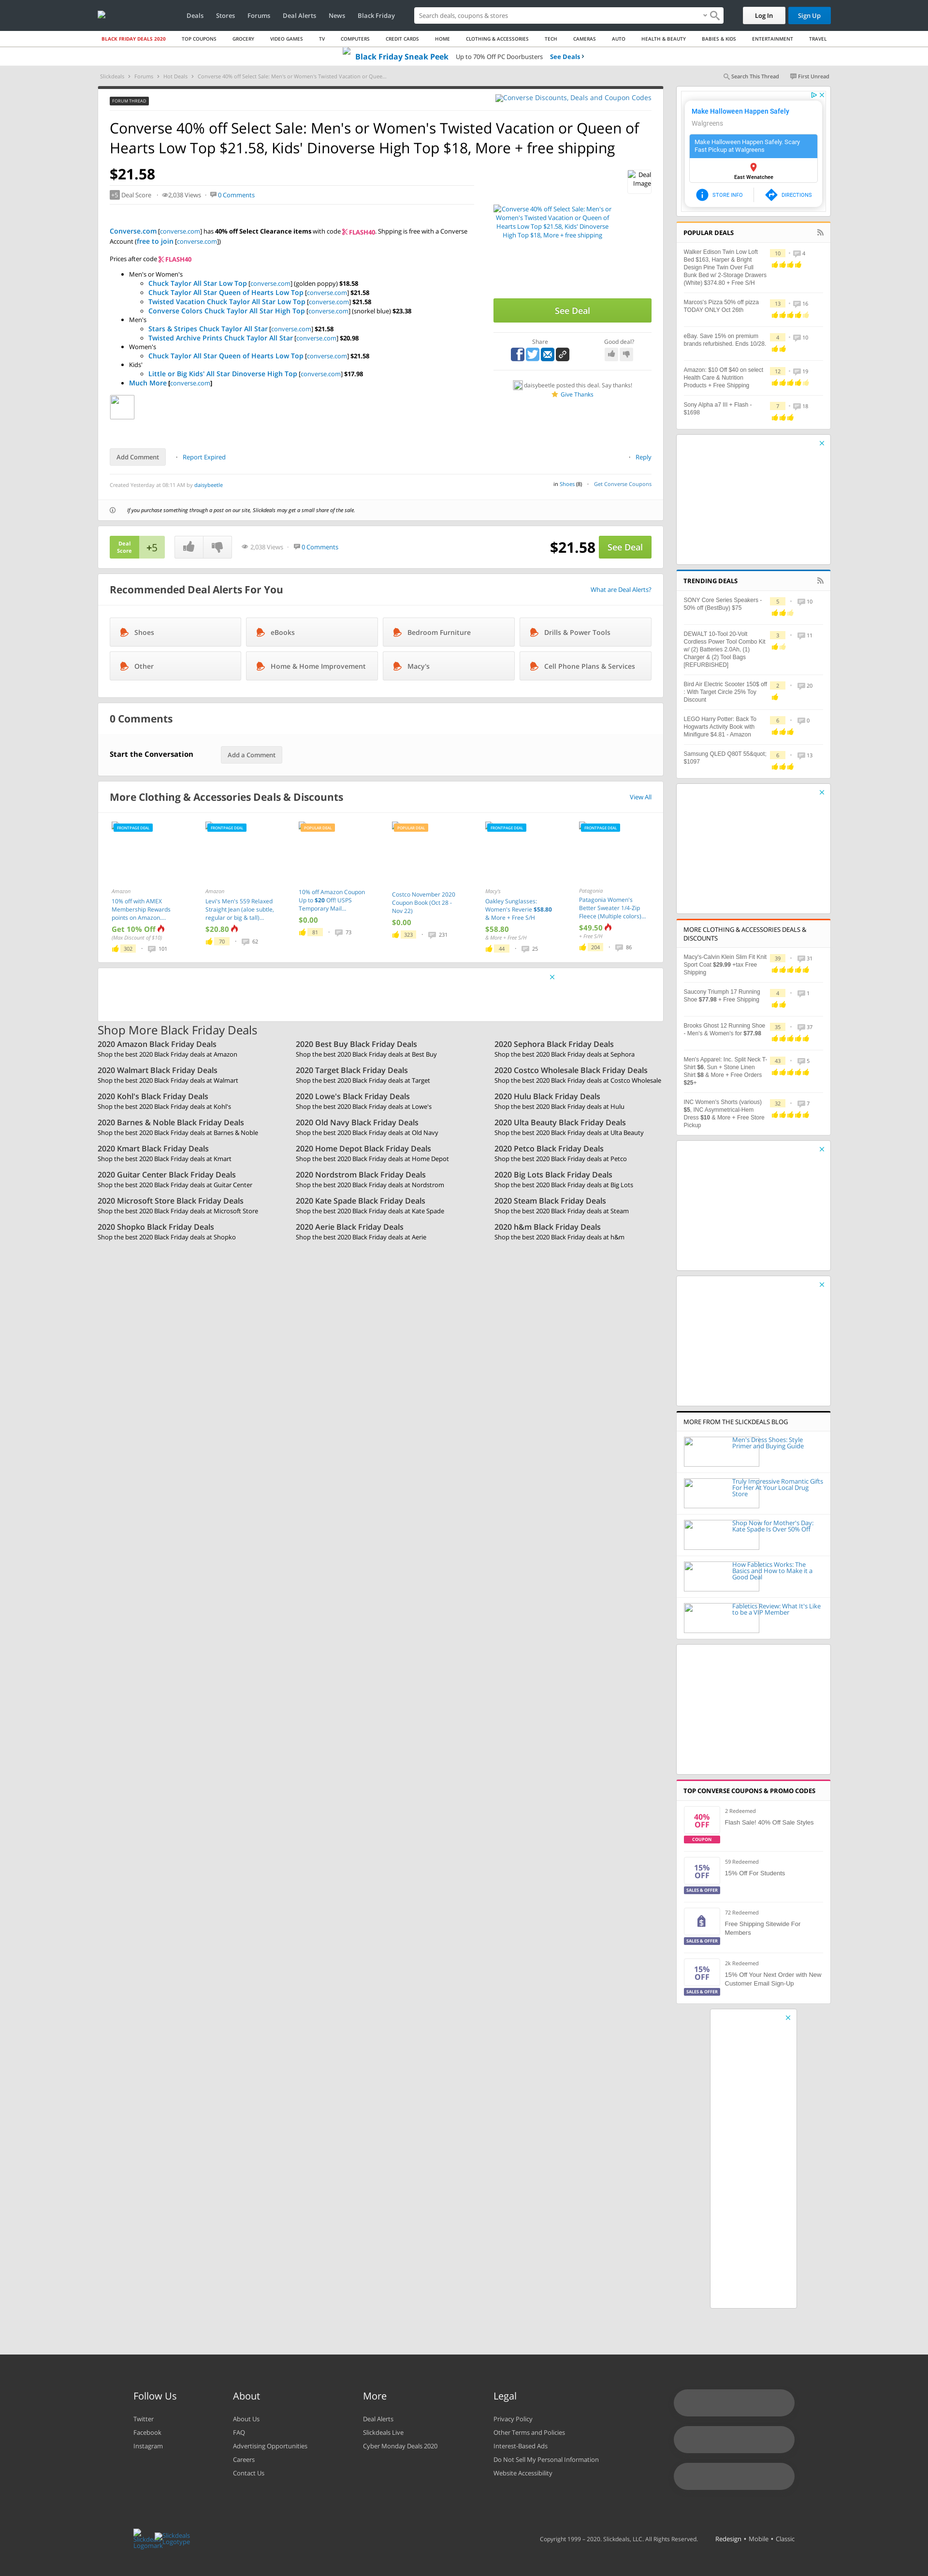 Deals Stores Forums Deal Alerts News Black Friday
Search deals, coupons & stores
Log In Sign Up
BLACK FRIDAY DEALS 2020 TOP COUPONS GROCERY VIDEO GAMES TV COMPUTERS CREDIT CARDS HOME CLOTHING & ACCESSORIES TECH CAMERAS AUTO HEALTH & BEAUTY BABIES & KIDS ENTERTAINMENT TRAVEL
Black Friday Sneak Peek Up to 70% Off PC Doorbusters See Deals ›
Slickdeals › Forums › Hot Deals › Converse 40% off Select Sale: Men's or Women's Twisted Vacation or Quee...
Search This Thread First Unread
FORUM THREAD
Converse Discounts, Deals and Coupon Codes
Converse 40% off Select Sale: Men's or Women's Twisted Vacation or Queen of
Hearts Low Top $21.58, Kids' Dinoverse High Top $18, More + free shipping
$21.58
+5 Deal Score 2,038 Views 0 Comments
Deal
Image
Converse 40% off Select Sale: Men's or
Women's Twisted Vacation or Queen of
Hearts Low Top $21.58, Kids' Dinoverse
High Top $18, More + free shipping
Converse.com [converse.com] has 40% off Select Clearance items with code FLASH40. Shipping is free with a Converse
Account (free to join [converse.com])
Prices after code FLASH40
Men's or Women's
Chuck Taylor All Star Low Top [converse.com] (golden poppy) $18.58
Chuck Taylor All Star Queen of Hearts Low Top [converse.com] $21.58
Twisted Vacation Chuck Taylor All Star Low Top [converse.com] $21.58
Converse Colors Chuck Taylor All Star High Top [converse.com] (snorkel blue) $23.38
Men's
Stars & Stripes Chuck Taylor All Star [converse.com] $21.58
Twisted Archive Prints Chuck Taylor All Star [converse.com] $20.98
Women's
Chuck Taylor All Star Queen of Hearts Low Top [converse.com] $21.58
Kids'
Little or Big Kids' All Star Dinoverse High Top [converse.com] $17.98
Much More [converse.com]
See Deal
Share Good deal?
daisybeetle posted this deal. Say thanks!
Give Thanks
Add Comment Report Expired Reply
Created Yesterday at 08:11 AM by daisybeetle
in Shoes (8) Get Converse Coupons
If you purchase something through a post on our site, Slickdeals may get a small share of the sale.
Deal
Score
+5
2,038 Views 0 Comments
$21.58 See Deal
Recommended Deal Alerts For You
What are Deal Alerts?
Shoes eBooks Bedroom Furniture Drills & Power Tools
Other Home & Home Improvement Macy's Cell Phone Plans & Services
0 Comments
Start the Conversation Add a Comment
More Clothing & Accessories Deals & Discounts
View All
FRONTPAGE DEAL
Amazon
10% off with AMEX
Membership Rewards
points on Amazon....
Get 10% Off
(Max Discount of $10)
302 101
FRONTPAGE DEAL
Amazon
Levi's Men's 559 Relaxed
Straight Jean (aloe subtle,
regular or big & tall)...
$20.80
70 62
POPULAR DEAL
10% off Amazon Coupon
Up to $20 Off! USPS
Temporary Mail...
$0.00
81 73
POPULAR DEAL
Costco November 2020
Coupon Book (Oct 28 -
Nov 22)
$0.00
323 231
FRONTPAGE DEAL
Macy's
Oakley Sunglasses:
Women's Reverie $58.80
& More + Free S/H
$58.80
& More + Free S/H
44 25
FRONTPAGE DEAL
Patagonia
Patagonia Women's
Better Sweater 1/4-Zip
Fleece (Multiple colors)...
$49.50
+ Free S/H
204 86
Shop More Black Friday Deals
2020 Amazon Black Friday Deals
Shop the best 2020 Black Friday deals at Amazon
2020 Best Buy Black Friday Deals
Shop the best 2020 Black Friday deals at Best Buy
2020 Sephora Black Friday Deals
Shop the best 2020 Black Friday deals at Sephora
2020 Walmart Black Friday Deals
Shop the best 2020 Black Friday deals at Walmart
2020 Target Black Friday Deals
Shop the best 2020 Black Friday deals at Target
2020 Costco Wholesale Black Friday Deals
Shop the best 2020 Black Friday deals at Costco Wholesale
2020 Kohl's Black Friday Deals
Shop the best 2020 Black Friday deals at Kohl's
2020 Lowe's Black Friday Deals
Shop the best 2020 Black Friday deals at Lowe's
2020 Hulu Black Friday Deals
Shop the best 2020 Black Friday deals at Hulu
2020 Barnes & Noble Black Friday Deals
Shop the best 2020 Black Friday deals at Barnes & Noble
2020 Old Navy Black Friday Deals
Shop the best 2020 Black Friday deals at Old Navy
2020 Ulta Beauty Black Friday Deals
Shop the best 2020 Black Friday deals at Ulta Beauty
2020 Kmart Black Friday Deals
Shop the best 2020 Black Friday deals at Kmart
2020 Home Depot Black Friday Deals
Shop the best 2020 Black Friday deals at Home Depot
2020 Petco Black Friday Deals
Shop the best 2020 Black Friday deals at Petco
2020 Guitar Center Black Friday Deals
Shop the best 2020 Black Friday deals at Guitar Center
2020 Nordstrom Black Friday Deals
Shop the best 2020 Black Friday deals at Nordstrom
2020 Big Lots Black Friday Deals
Shop the best 2020 Black Friday deals at Big Lots
2020 Microsoft Store Black Friday Deals
Shop the best 2020 Black Friday deals at Microsoft Store
2020 Kate Spade Black Friday Deals
Shop the best 2020 Black Friday deals at Kate Spade
2020 Steam Black Friday Deals
Shop the best 2020 Black Friday deals at Steam
2020 Shopko Black Friday Deals
Shop the best 2020 Black Friday deals at Shopko
2020 Aerie Black Friday Deals
Shop the best 2020 Black Friday deals at Aerie
2020 h&m Black Friday Deals
Shop the best 2020 Black Friday deals at h&m
Make Halloween Happen Safely
Walgreens
Make Halloween Happen Safely. Scary
Fast Pickup at Walgreens
East Wenatchee
STORE INFO DIRECTIONS
POPULAR DEALS
Walker Edison Twin Low Loft
Bed $163, Harper & Bright
Design Pine Twin Over Full
Bunk Bed w/ 2-Storage Drawers
(White) $374.80 + Free S/H
10 4
Marcos's Pizza 50% off pizza
TODAY ONLY Oct 26th
13 16
eBay. Save 15% on premium
brands refurbished. Ends 10/28.
4 10
Amazon: $10 Off $40 on select
Health Care & Nutrition
Products + Free Shipping
12 19
Sony Alpha a7 III + Flash -
$1698
7 18
TRENDING DEALS
SONY Core Series Speakers -
50% off (BestBuy) $75
5 10
DEWALT 10-Tool 20-Volt
Cordless Power Tool Combo Kit
w/ (2) Batteries 2.0Ah, (1)
Charger & (2) Tool Bags
[REFURBISHED]
3 11
Bird Air Electric Scooter 150$ off
: With Target Circle 25% Toy
Discount
2 20
LEGO Harry Potter: Back To
Hogwarts Activity Book with
Minifigure $4.81 - Amazon
6 0
Samsung QLED Q80T 55&quot;
$1097
6 13
MORE CLOTHING & ACCESSORIES DEALS &
DISCOUNTS
Macy's-Calvin Klein Slim Fit Knit
Sport Coat $29.99 +tax Free
Shipping
39 31
Saucony Triumph 17 Running
Shoe $77.98 + Free Shipping
4 1
Brooks Ghost 12 Running Shoe
- Men's & Women's for $77.98
35 37
Men's Apparel: Inc. Split Neck T-
Shirt $6, Sun + Stone Linen
Shirt $8 & More + Free Orders
$25+
43 5
INC Women's Shorts (various)
$5, INC Asymmetrical-Hem
Dress $10 & More + Free Store
Pickup
32 7
MORE FROM THE SLICKDEALS BLOG
Men's Dress Shoes: Style
Primer and Buying Guide
Truly Impressive Romantic Gifts
For Her At Your Local Drug
Store
Shop Now for Mother's Day:
Kate Spade Is Over 50% Off
How Fabletics Works: The
Basics and How to Make it a
Good Deal
Fabletics Review: What It's Like
to be a VIP Member
TOP CONVERSE COUPONS & PROMO CODES
40%
OFF
COUPON
2 Redeemed
Flash Sale! 40% Off Sale Styles
15%
OFF
SALES & OFFER
59 Redeemed
15% Off For Students
SALES & OFFER
72 Redeemed
Free Shipping Sitewide For
Members
15%
OFF
SALES & OFFER
2k Redeemed
15% Off Your Next Order with New
Customer Email Sign-Up
Follow Us
Twitter
Facebook
Instagram
About
About Us
FAQ
Advertising Opportunities
Careers
Contact Us
More
Deal Alerts
Slickdeals Live
Cyber Monday Deals 2020
Legal
Privacy Policy
Other Terms and Policies
Interest-Based Ads
Do Not Sell My Personal Information
Website Accessibility
Slickdeals Logotype
Copyright 1999 – 2020. Slickdeals, LLC. All Rights Reserved. Redesign • Mobile • Classic